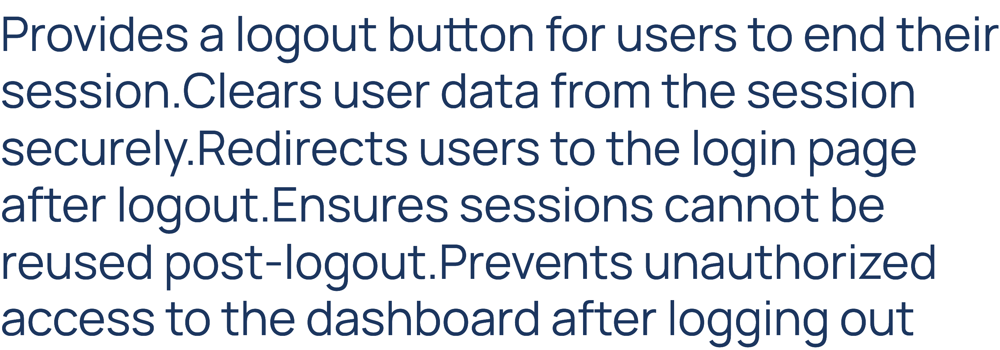 Provides a logout button for users to end their
session.Clears user data from the session
securely.Redirects users to the login page
after logout.Ensures sessions cannot be
reused post-logout.Prevents unauthorized
access to the dashboard after logging out